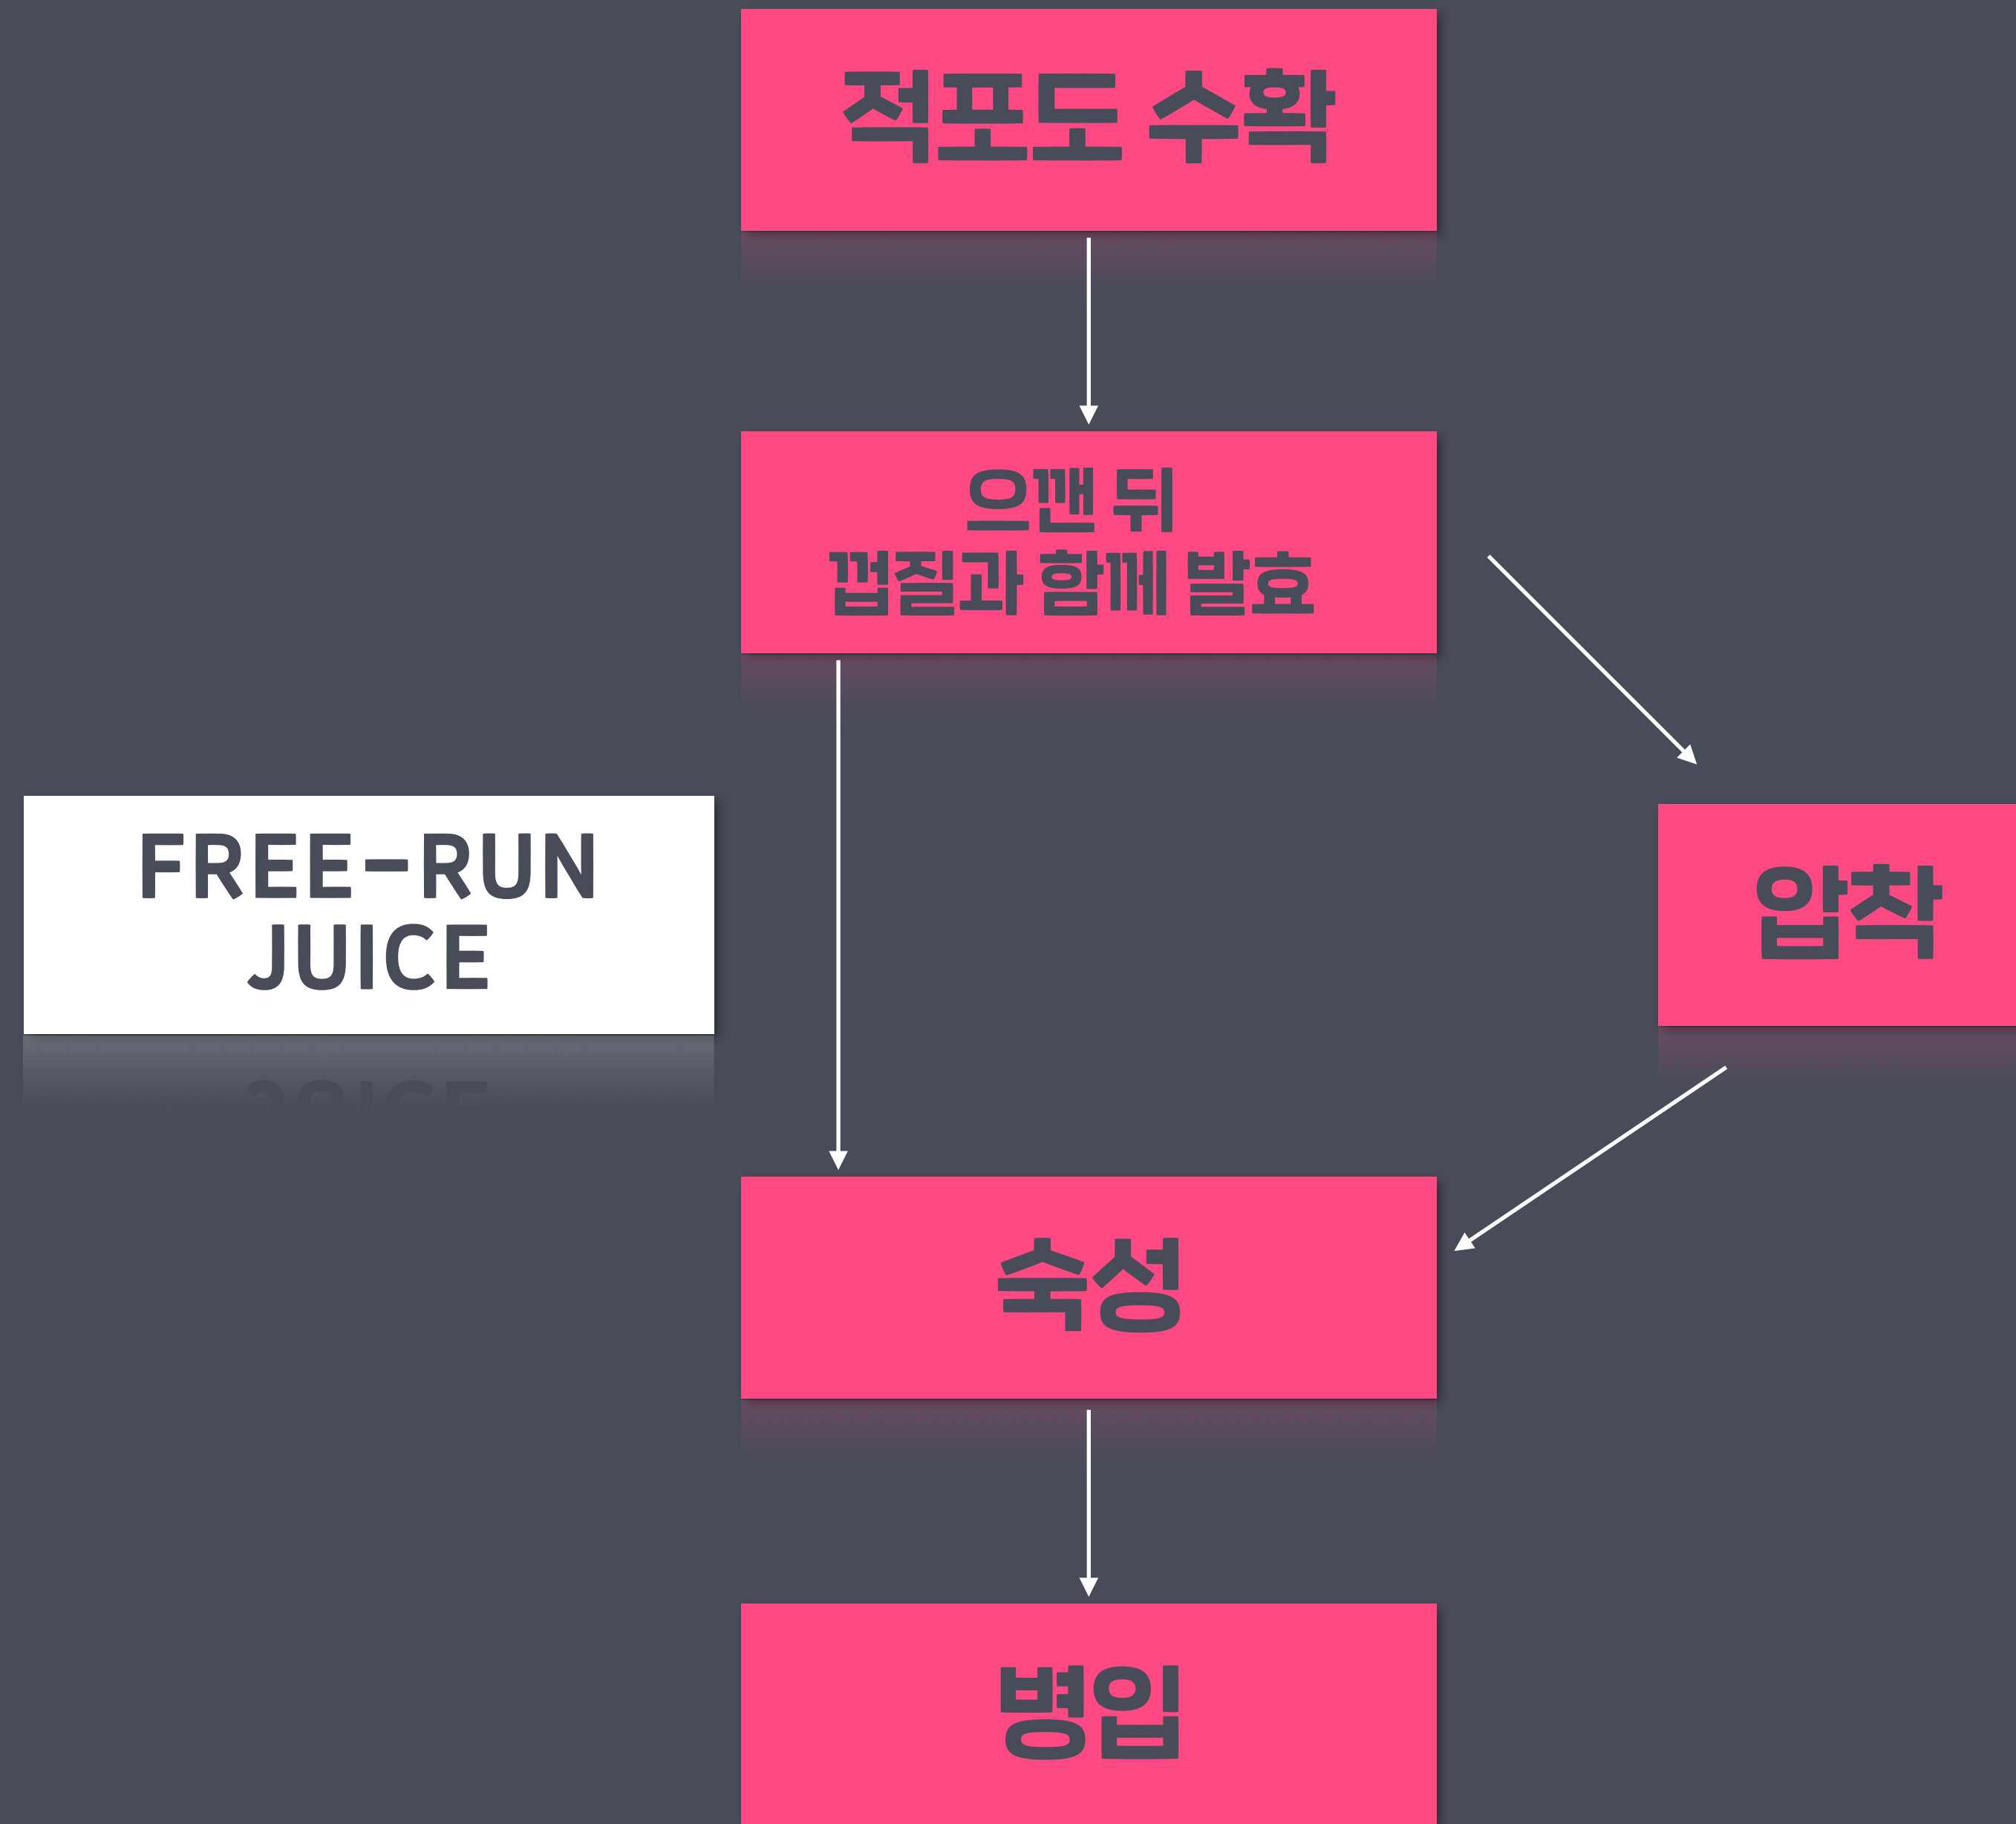 적포도 수확
으깬 뒤
껍질과 함께 발효
FREE-RUN
JUICE
압착
숙성
병입